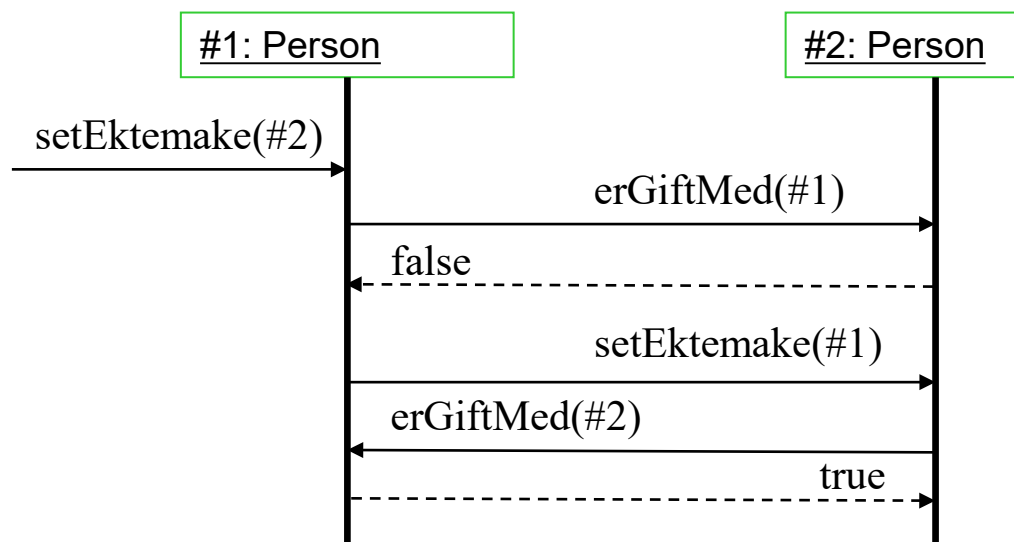 #1: Person
#2: Person
setEktemake(#2)
erGiftMed(#1)
false
setEktemake(#1)
erGiftMed(#2)
true